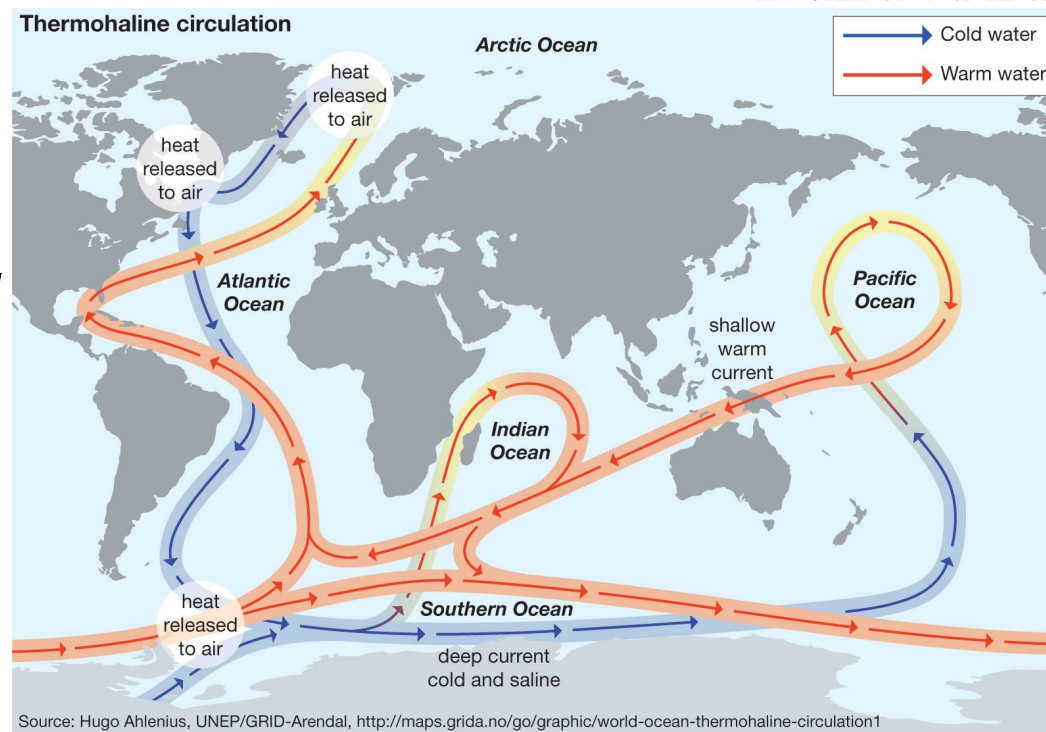 Thermohaline circulation
Arctic Ocean
Cold water
Warm water
heat
released
to air
heat
released
to air
Atlantic
Ocean
Pacific
Ocean
shallow
warm
current
Indian
Ocean
heat
released
to air
Southern Ocean
deep current
cold and saline
Source: Hugo Ahlenius, UNEP/GRID-Arendal, http://maps.grida.no/go/graphic/world-ocean-thermohaline-circulation1